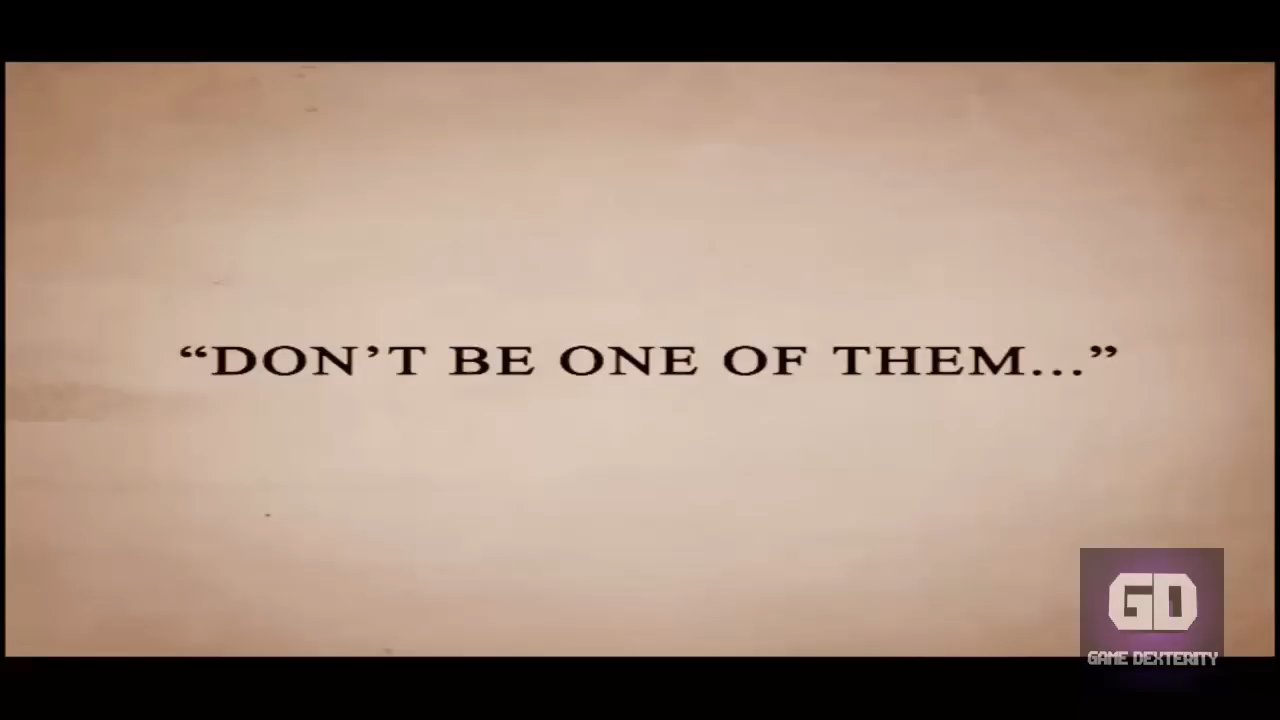 “DON’T BE ONE OF THEM...”
GD
GAME DEXTERITY